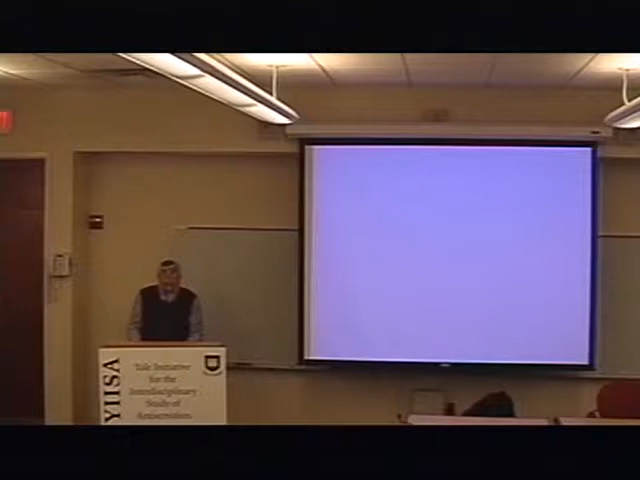 YIISA
Yale Initiative
for the
Interdisciplinary
Study of
Antisemitism